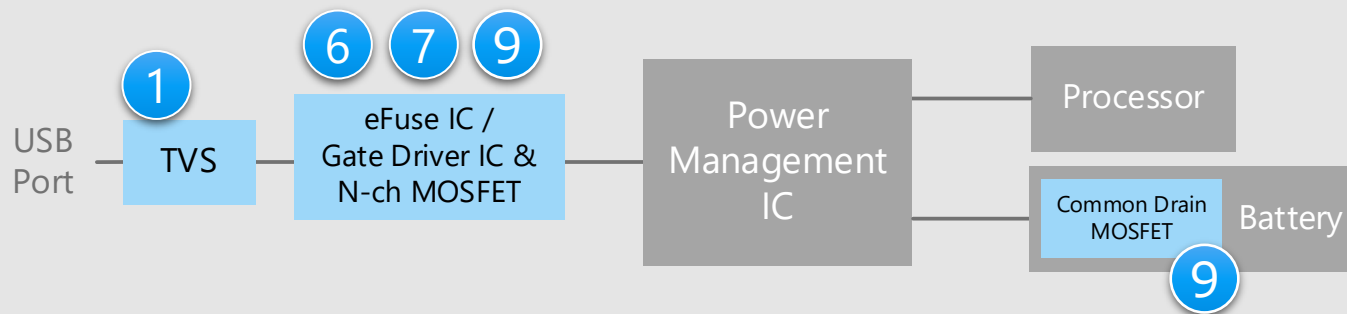 6 7 9
1
USB
Port
TVS
eFuse IC /
Gate Driver IC &
N-ch MOSFET
Power
Management
IC
Processor
Common Drain
MOSFET
Battery
9